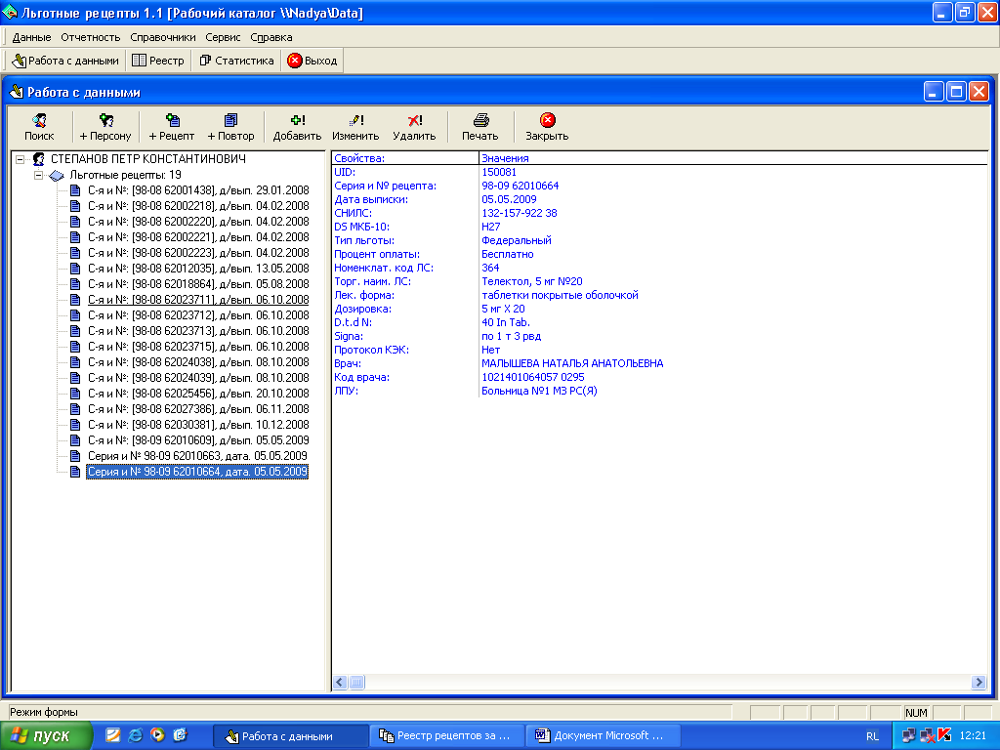 Льготные рецепты 1.1 [Рабочий каталог \\Nadya\Data]
Данные Отчетность Справочники Сервис Справка
Работа с данными Реестр Статистика Выход
Работа с данными
Поиск + Персону + Рецепт + Повтор Добавить Изменить Удалить Печать Закрыть
СТЕПАНОВ ПЕТР КОНСТАНТИНОВИЧ
Льготные рецепты: 19
С-я и №: [98-08 62001438], д/вып. 29.01.2008
С-я и №: [98-08 62002218], д/вып. 04.02.2008
С-я и №: [98-08 62002220], д/вып. 04.02.2008
С-я и №: [98-08 62002221], д/вып. 04.02.2008
С-я и №: [98-08 62002223], д/вып. 04.02.2008
С-я и №: [98-08 62012035], д/вып. 13.05.2008
С-я и №: [98-08 62018864], д/вып. 05.08.2008
С-я и №: [98-08 62023711], д/вып. 06.10.2008
С-я и №: [98-08 62023712], д/вып. 06.10.2008
С-я и №: [98-08 62023713], д/вып. 06.10.2008
С-я и №: [98-08 62023715], д/вып. 06.10.2008
С-я и №: [98-08 62024038], д/вып. 08.10.2008
С-я и №: [98-08 62024039], д/вып. 08.10.2008
С-я и №: [98-08 62025456], д/вып. 20.10.2008
С-я и №: [98-08 62027386], д/вып. 06.11.2008
С-я и №: [98-08 62030381], д/вып. 10.12.2008
С-я и №: [98-09 62010609], д/вып. 05.05.2009
Серия и № 98-09 62010663, дата. 05.05.2009
Серия и № 98-09 62010664, дата. 05.05.2009
Свойства: Значения
UID: 150081
Серия и № рецепта: 98-09 62010664
Дата выписки: 05.05.2009
СНИЛС: 132-157-922 38
DS МКБ-10: H27
Тип льготы: Федеральный
Процент оплаты: Бесплатно
Номенклат. код ЛС: 364
Торг. наим. ЛС: Телектол, 5 мг №20
Лек. форма: таблетки покрытые оболочкой
Дозировка: 5 мг X 20
D.t.d N: 40 In Tab.
Signa: по 1 т 3 рвд
Протокол КЭК: Нет
Врач: МАЛЫШЕВА НАТАЛЬЯ АНАТОЛЬЕВНА
Код врача: 1021401064057 0295
ЛПУ: Больница №1 МЗ РС(Я)
Режим формы NUM
пуск Работа с данными Реестр рецептов за ... Документ Microsoft ... RL 12:21